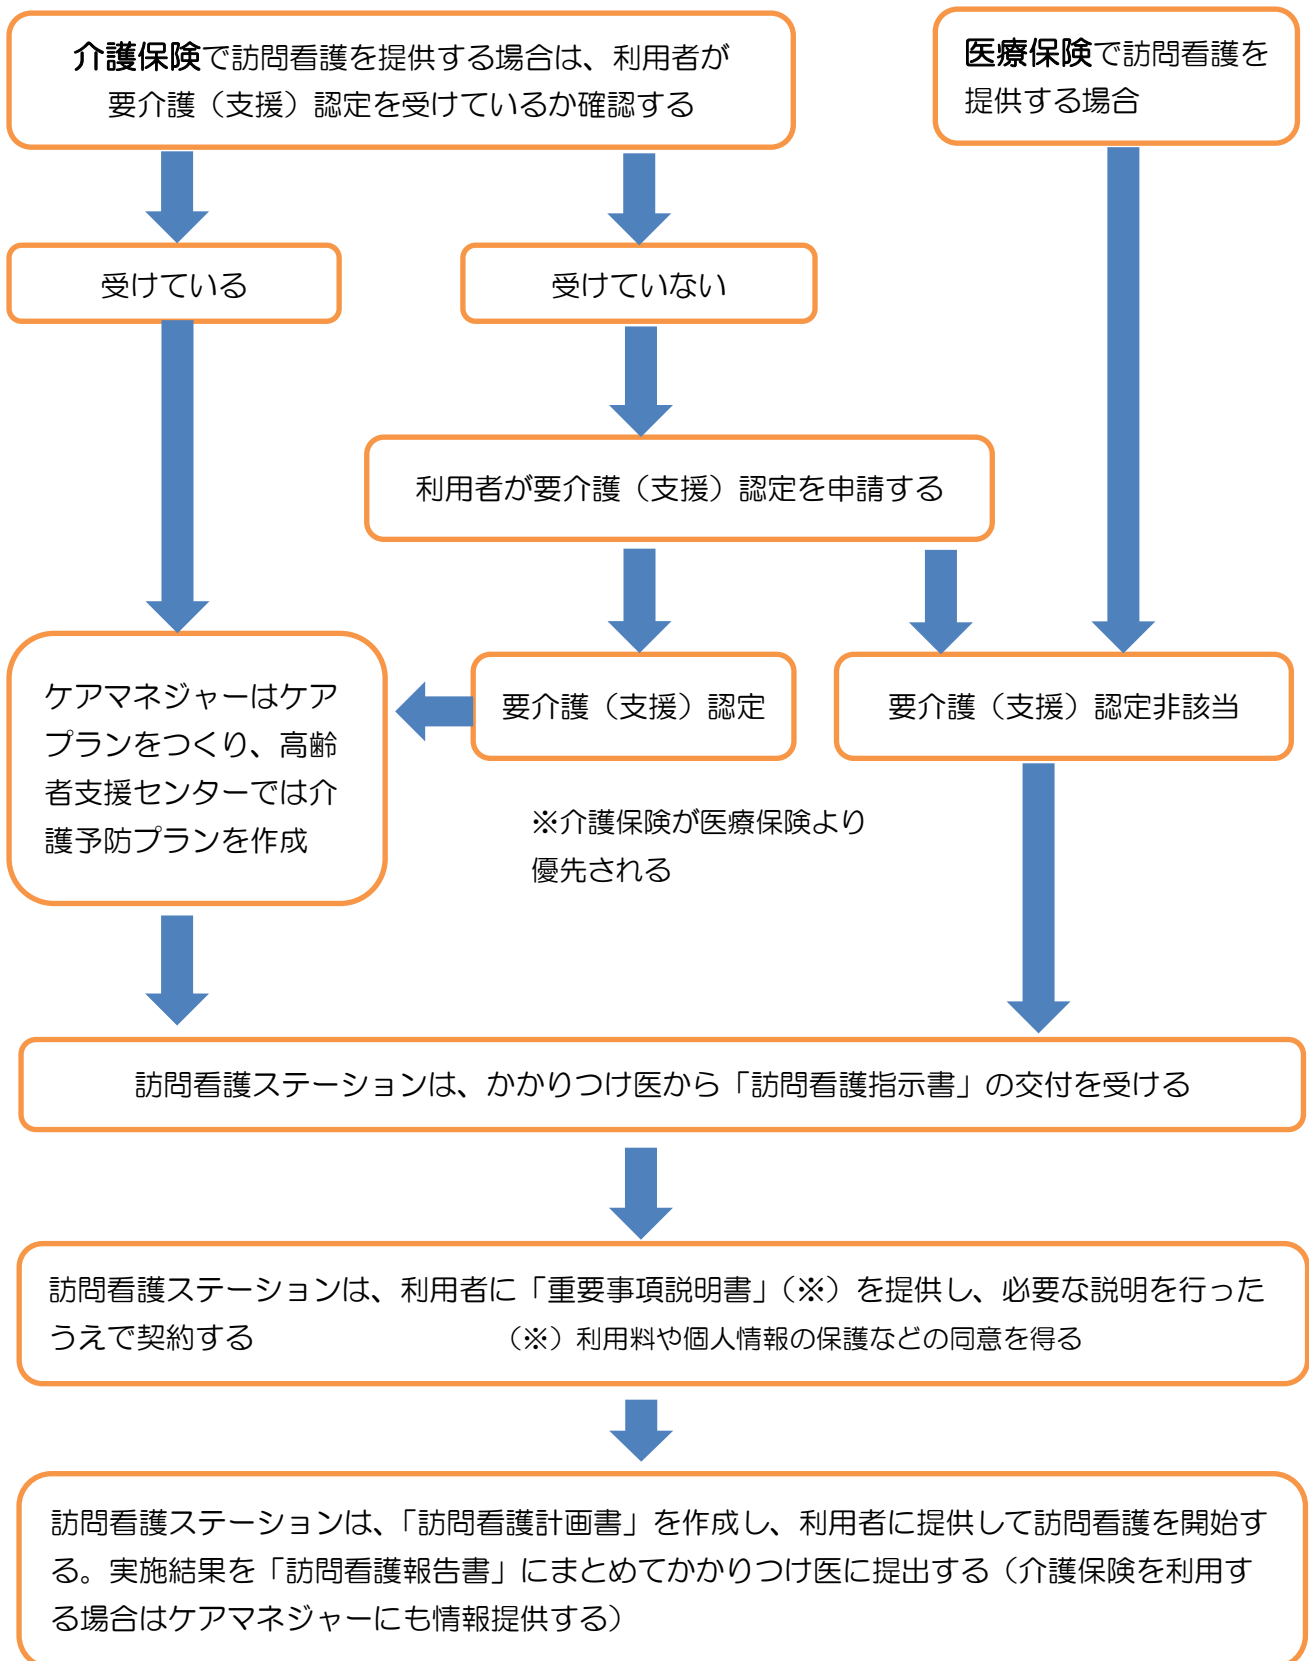 介護保険で訪問看護を提供する場合は、利用者が
要介護（支援）認定を受けているか確認する
医療保険で訪問看護を
提供する場合
受けている
受けていない
利用者が要介護（支援）認定を申請する
ケアマネジャーはケア
プランをつくり、高齢
者支援センターでは介
護予防プランを作成
要介護（支援）認定
要介護（支援）認定非該当
※介護保険が医療保険より
優先される
訪問看護ステーションは、かかりつけ医から「訪問看護指示書」の交付を受ける
訪問看護ステーションは、利用者に「重要事項説明書」（※）を提供し、必要な説明を行った
うえで契約する　　　　　　　　（※）利用料や個人情報の保護などの同意を得る
訪問看護ステーションは、「訪問看護計画書」を作成し、利用者に提供して訪問看護を開始す
る。実施結果を「訪問看護報告書」にまとめてかかりつけ医に提出する（介護保険を利用す
る場合はケアマネジャーにも情報提供する）